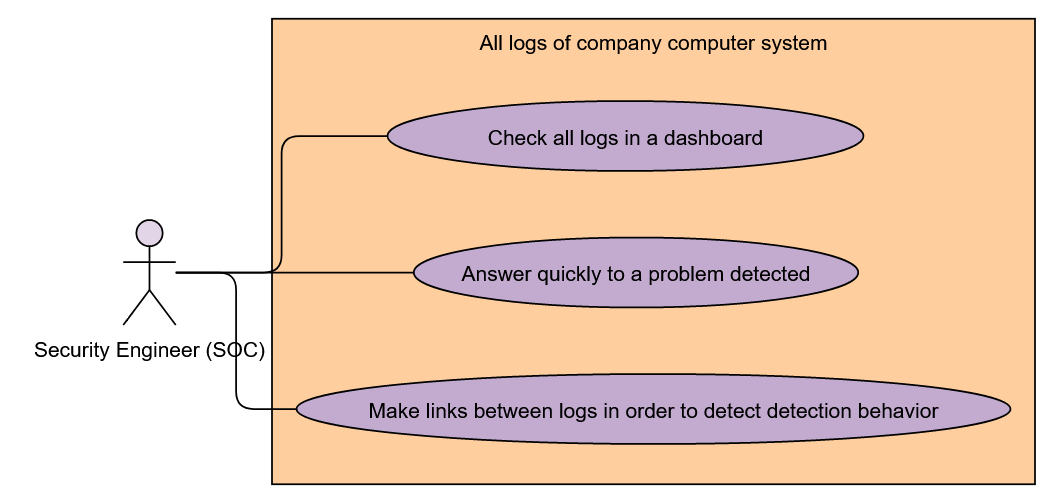 All logs of company computer system
Check all logs in a dashboard
Answer quickly to a problem detected
Security Engineer (SOC)
Make links between logs in order to detect detection behavior